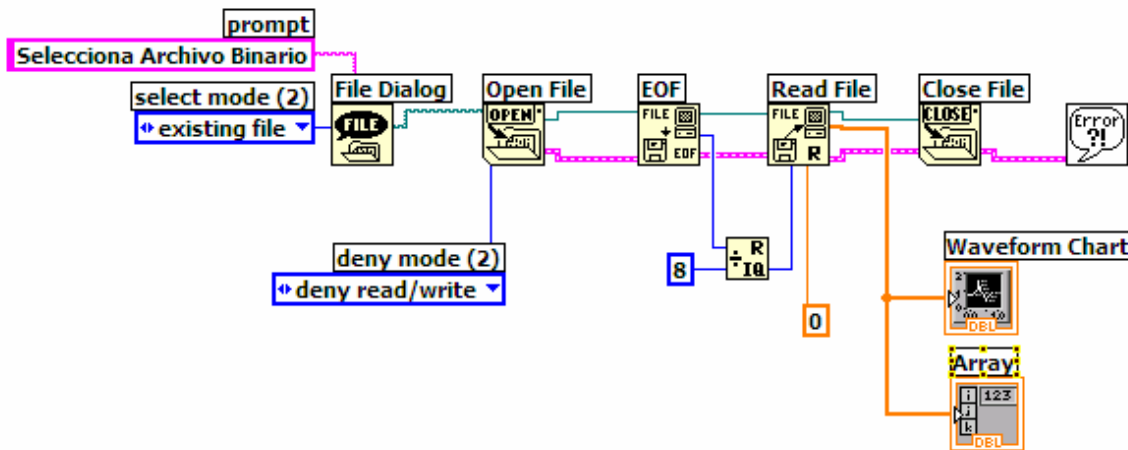 prompt
Selecciona Archivo Binario
select mode (2)
existing file
File Dialog
FILE
Open File
OPEN
EOF
FILE
EOF
Read File
FILE
R
Close File
CLOSE
Error
?!
deny mode (2)
deny read/write
8
R
IQ
0
Waveform Chart
DBL
Array
i
j
k
123
DBL